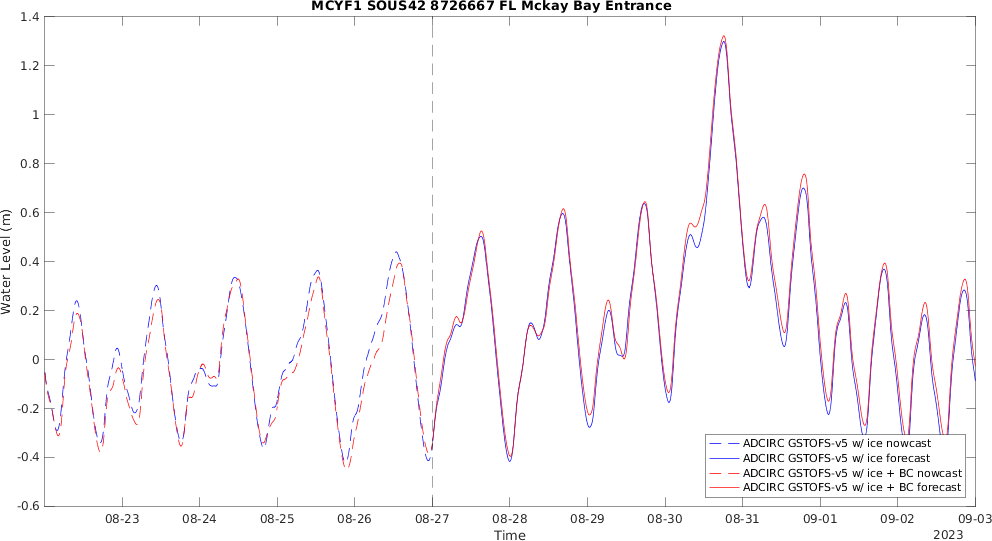 MCYF1 SOUS42 8726667 FL Mckay Bay Entrance
1.4
1.2
1
0.8
0.6
0.4
0.2
0
-0.2
-0.4
-0.6
Water Level (m)
08-23 08-24 08-25 08-26 08-27 08-28 08-29 08-30 08-31 09-01 09-02 09-03
Time
2023
ADCIRC GSTOFS-v5 w/ ice nowcast
ADCIRC GSTOFS-v5 w/ ice forecast
ADCIRC GSTOFS-v5 w/ ice + BC nowcast
ADCIRC GSTOFS-v5 w/ ice + BC forecast